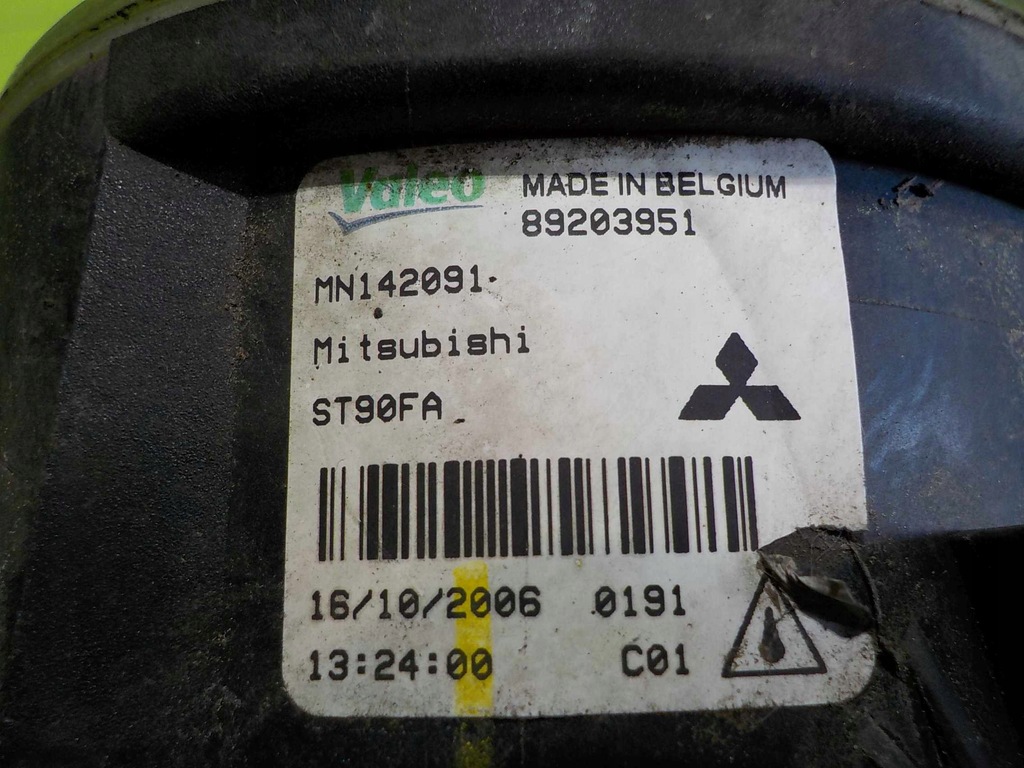 Valeo MADE IN BELGIUM
89203951
MN142091
Mitsubishi
ST90FA
16/10/2006 0191
13:24:00 C01